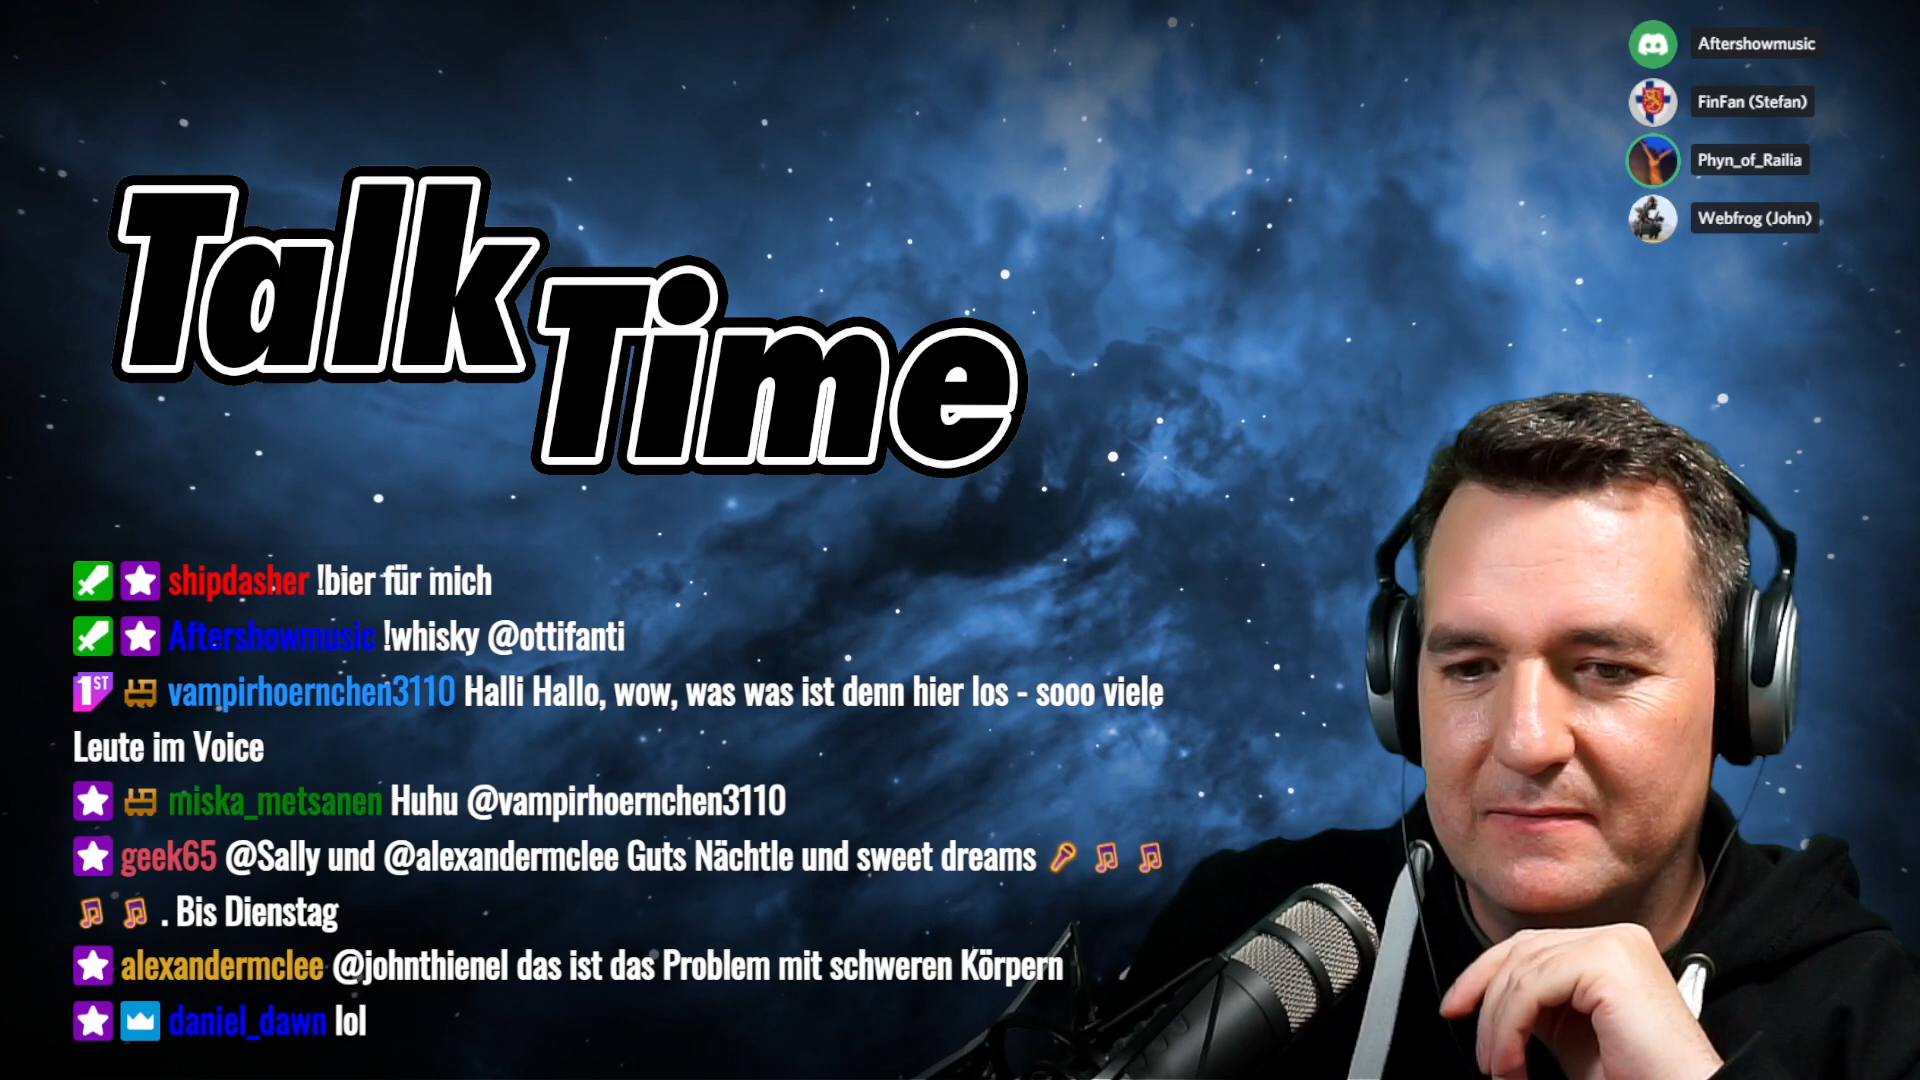 Aftershowmusic
FinFan (Stefan)
Phyn_of_Railia
Webfrog (John)
Talk
Time
shipdasher !bier für mich
Aftershowmusic !whisky @ottifanti
1ST vampirhoernchen3110 Halli Hallo, wow, was was ist denn hier los - sooo viele
Leute im Voice
miska_metsanen Huhu @vampirhoernchen3110
geek65 @Sally und @alexandermclee Guts Nächtle und sweet dreams
. Bis Dienstag
alexandermclee @johnthienel das ist das Problem mit schweren Körpern
daniel_dawn lol